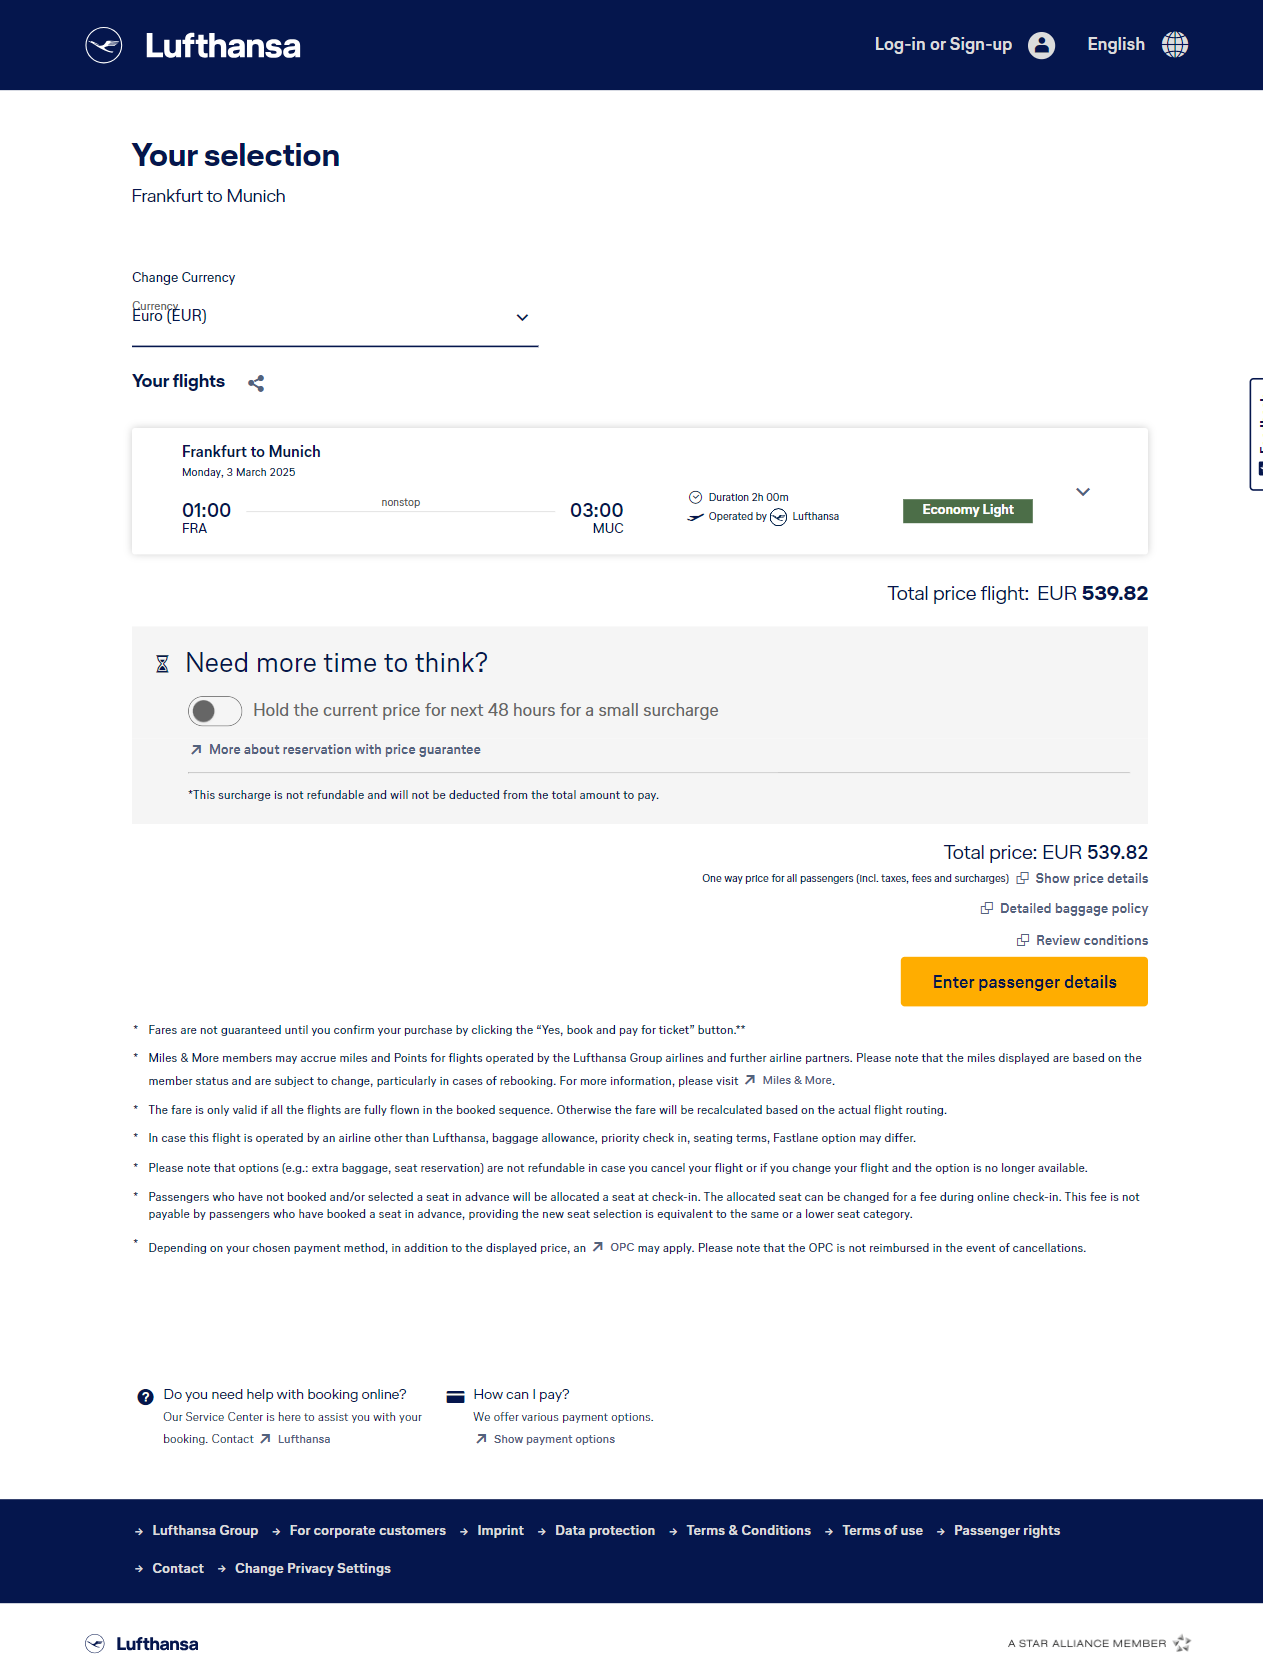 Lufthansa
Log-in or Sign-up
English
Your selection
Frankfurt to Munich
Change Currency
Currency
Euro (EUR)
Your flights
Frankfurt to Munich
Monday, 3 March 2025
01:00
nonstop
03:00
FRA
MUC
Duration 2h 00m
Operated by Lufthansa
Economy Light
Total price flight: EUR 539.82
Need more time to think?
Hold the current price for next 48 hours for a small surcharge
More about reservation with price guarantee
*This surcharge is not refundable and will not be deducted from the total amount to pay.
Total price: EUR 539.82
One way price for all passengers (incl. taxes, fees and surcharges) Show price details
Detailed baggage policy
Review conditions
Enter passenger details
* Fares are not guaranteed until you confirm your purchase by clicking the “Yes, book and pay for ticket” button.**
* Miles & More members may accrue miles and Points for flights operated by the Lufthansa Group airlines and further airline partners. Please note that the miles displayed are based on the
member status and are subject to change, particularly in cases of rebooking. For more information, please visit Miles & More.
* The fare is only valid if all the flights are fully flown in the booked sequence. Otherwise the fare will be recalculated based on the actual flight routing.
* In case this flight is operated by an airline other than Lufthansa, baggage allowance, priority check in, seating terms, Fastlane option may differ.
* Please note that options (e.g.: extra baggage, seat reservation) are not refundable in case you cancel your flight or if you change your flight and the option is no longer available.
* Passengers who have not booked and/or selected a seat in advance will be allocated a seat at check-in. The allocated seat can be changed for a fee during online check-in. This fee is not
payable by passengers who have booked a seat in advance, providing the new seat selection is equivalent to the same or a lower seat category.
* Depending on your chosen payment method, in addition to the displayed price, an OPC may apply. Please note that the OPC is not reimbursed in the event of cancellations.
Do you need help with booking online?
Our Service Center is here to assist you with your
booking. Contact Lufthansa
How can I pay?
We offer various payment options.
Show payment options
Lufthansa Group
For corporate customers
Imprint
Data protection
Terms & Conditions
Terms of use
Passenger rights
Contact
Change Privacy Settings
Lufthansa
A STAR ALLIANCE MEMBER